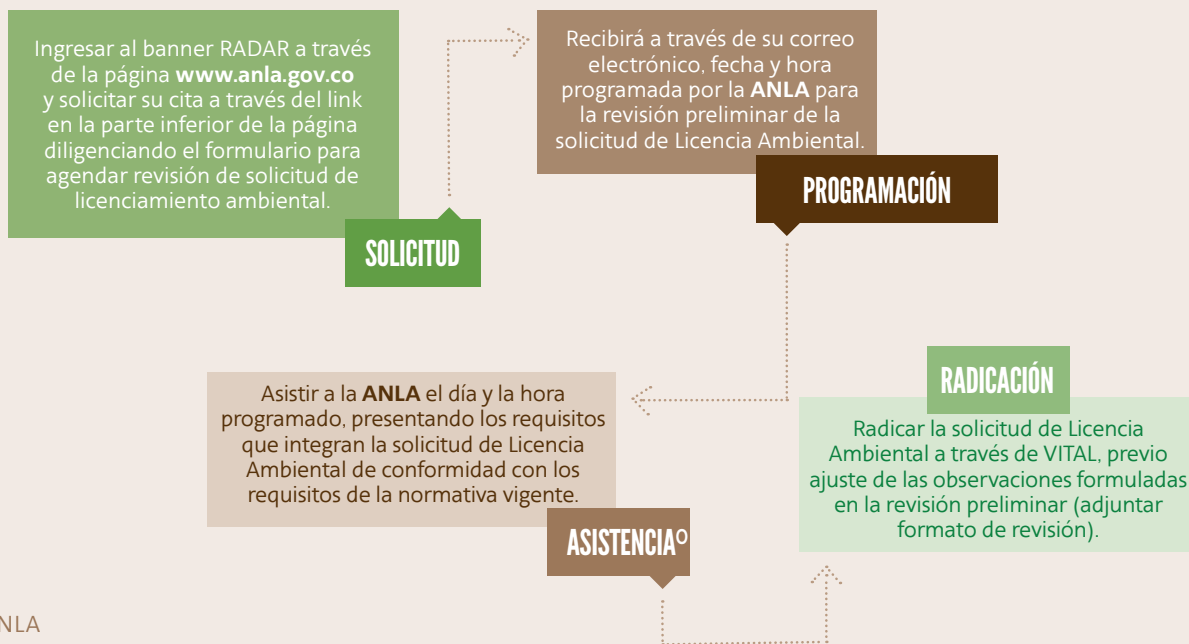 Ingresar al banner RADAR a través
de la página www.anla.gov.co
y solicitar su cita a través del link
en la parte inferior de la página
diligenciando el formulario para
agendar revisión de solicitud de
licenciamiento ambiental.
SOLICITUD
Recibirá a través de su correo
electrónico, fecha y hora
programada por la ANLA para
la revisión preliminar de la
solicitud de Licencia Ambiental.
PROGRAMACIÓN
Asistir a la ANLA el día y la hora
programado, presentando los requisitos
que integran la solicitud de Licencia
Ambiental de conformidad con los
requisitos de la normativa vigente.
ASISTENCIAº
RADICACIÓN
Radicar la solicitud de Licencia
Ambiental a través de VITAL, previo
ajuste de las observaciones formuladas
en la revisión preliminar (adjuntar
formato de revisión).
NLA